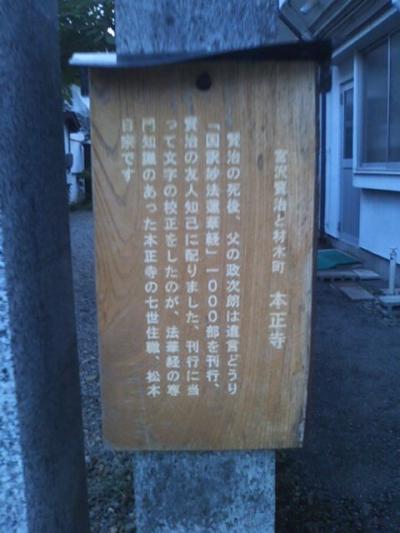 宮沢賢治と材木町　本正寺
賢治の死後、父の政次朗は遺言どうり
「国訳妙法蓮華経」一〇〇〇部を刊行、
賢治の友人知己に配りました。刊行に当
って文字の校正をしたのが、法華経の専
門知識のあった本正寺の七世住職、松木
日宗です